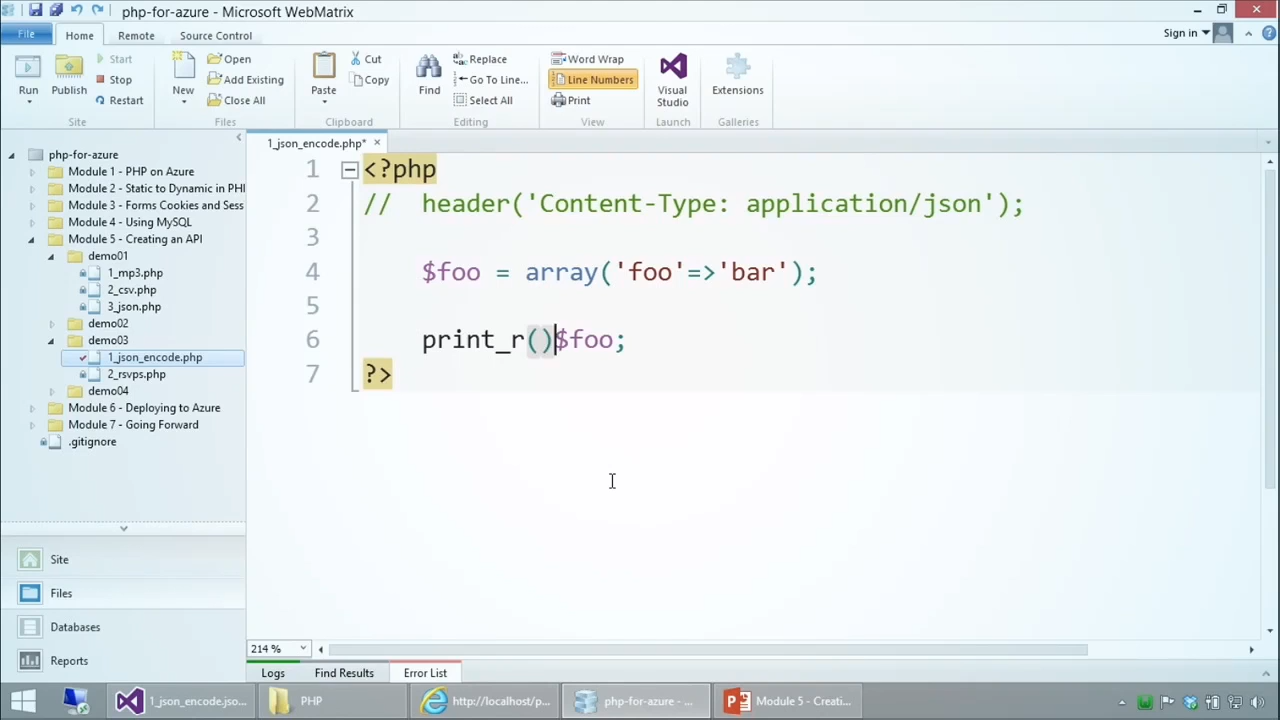 php-for-azure - Microsoft WebMatrix
File Home Remote Source Control Sign in
Run
Publish
Start
Stop
Restart
Site
New
Open
Add Existing
Close All
Files
Paste
Cut
Copy
Clipboard
Find
Replace
Go To Line...
Select All
Editing
Word Wrap
Line Numbers
Print
View
Visual
Studio
Launch
Extensions
Galleries
php-for-azure
Module 1 - PHP on Azure
Module 2 - Static to Dynamic in PHI
Module 3 - Forms Cookies and Sess
Module 4 - Using MySQL
Module 5 - Creating an API
demo01
1_mp3.php
2_csv.php
3_json.php
demo02
demo03
1_json_encode.php
2_rsvps.php
demo04
Module 6 - Deploying to Azure
Module 7 - Going Forward
.gitignore
Site
Files
Databases
Reports
1_json_encode.php*
1 <?php
2 // header('Content-Type: application/json');
3
4 $foo = array('foo'=>'bar');
5
6 print_r()$foo;
7 ?>
214 %
Logs Find Results Error List
1_json_encode.jso... PHP http://localhost/p... php-for-azure - ... Module 5 - Creati...